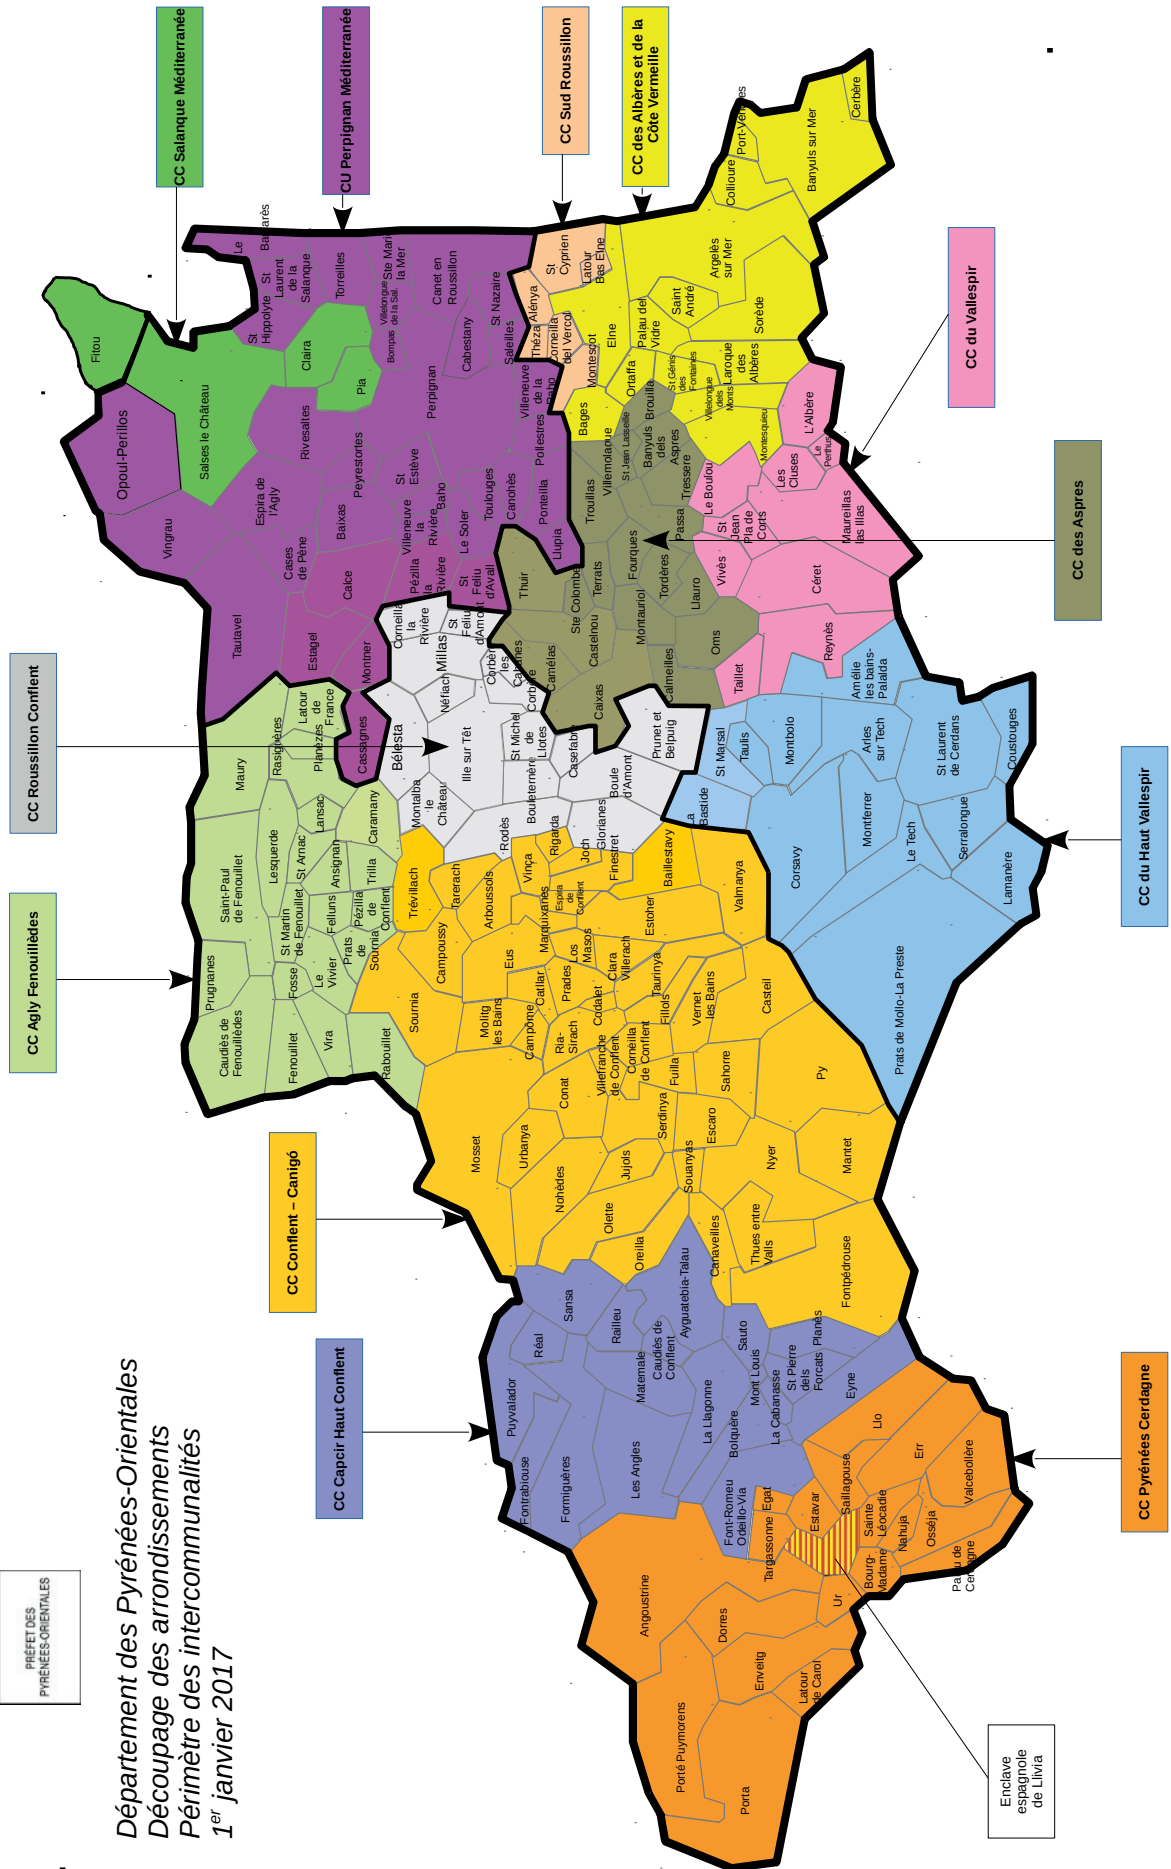 PRÉFET DES
PYRÉNÉES-ORIENTALES
Département des Pyrénées-Orientales
Découpage des arrondissements
Périmètre des intercommunalités
1er janvier 2017
CC Agly Fenouillèdes
CC Roussillon Conflent
CC Conflent – Canigó
CC Capcir Haut Conflent
CC Salanque Méditerranée
CU Perpignan Méditerranée
CC Sud Roussillon
CC des Albères et de la
Côte Vermeille
CC du Vallespir
CC des Aspres
CC du Haut Vallespir
CC Pyrénées Cerdagne
Enclave
espagnole
de Llivia
Fitou
Salses le Château
Claira
Pia
St
Hippolyte
Opoul-Perillos
Vingrau
Tautavel
Espira de
l'Agly
Cases
de Pène
Rivesaltes
Peyrestortes
Baixas
Calce
Estagel
Montner
Cassagnes
Le
Barcarès
St
Laurent
de la
Salanque
Torreilles
Villelongue
de la Sal.
Bompas
Ste Marie
la Mer
Canet en
Roussillon
Cabestany
St Nazaire
Saleilles
Perpignan
St
Estève
Baho
Villeneuve
la
Rivière
Pézilla
la
Rivière
Le Soler
St
Feliu
d'Avall
Toulouges
Canohès
Ponteilla
Pollestres
Villeneuve
de la
Raho
Llupia
St
Cyprien
Latour
Bas Elne
Alénya
Théza
Corneilla
del Vercol
Montescot
Elne
Bages
Ortaffa
Palau del
Vidre
Saint
André
Argelès
sur Mer
Sorède
Collioure
Port-Vendres
Banyuls sur Mer
Cerbère
St Génis
des
Fontaines
Laroque
des
Albères
Villelongue
dels
Monts
Montesquieu
L'Albère
Le
Perthus
Les
Cluses
Le Boulou
St
Jean
Pla de
Corts
Maureillas
las Illas
Vivès
Céret
Reynès
Taillet
Thuir
Trouillas
Villemolaque
St Jean Lasseille
Brouilla
Banyuls
dels
Aspres
Tressere
Passa
Fourques
Tordères
Llauro
Terrats
Ste Colombe
Castelnou
Montauriol
Oms
Calmeilles
Camélas
Caixas
Corneilla
la
Rivière
St
Feliu
d'Amont
Millas
Néfiach
Corbère
les
Cabanes
Corbère
Bélesta
Ille sur Têt
St Michel
de
Llotes
Casefabre
Prunet et
Belpuig
Boule
d'Amont
Bouleternère
Montalba
le
Château
Rodès
Glorianes
Maury
Rasiguères
Latour
de
France
Planèzes
Lansac
Caramany
Saint-Paul
de Fenouillet
Lesquerde
St Arnac
Ansignan
Trilla
St Martin
de Fenouillet
Felluns
Pézilla
de
Conflent
Prats
de
Sournia
Le
Vivier
Fosse
Prugnanes
Caudiès de
Fenouillèdes
Fenouillet
Vira
Rabouillet
Trévillach
Tarerach
Arboussols
Campoussy
Sournia
Vinça
Rigarda
Joch
Finestret
Marquixanes
Espira
de
Conflent
Eus
Los
Masos
Estoher
Baillestavy
Valmanya
Molitg
les Bains
Catllar
Prades
Clara
Villerach
Taurinya
Campôme
Ria-
Sirach
Codalet
Fillols
Vernet
les Bains
Casteil
Villefranche
de Conflent
Corneilla
de Conflent
Fuilla
Sahorre
Py
Conat
Serdinya
Escaro
Mosset
Urbanya
Nohèdes
Jujols
Souanyas
Nyer
Mantet
Olette
Oreilla
Canaveilles
Thues entre
Valls
Fontpédrouse
St Marsal
Taulis
La
Bastide
Montbolo
Amélie
les bains-
Palalda
Arles
sur Tech
St Laurent
de Cerdans
Coustouges
Corsavy
Montferrer
Le Tech
Serralongue
Lamanère
Prats de Mollo-La Preste
Sansa
Réal
Puyvalador
Fontrabiouse
Formiguères
Railleu
Matemale
Caudiès de
Conflent
Ayguatebia-Talau
Les Angles
La Llagonne
Sauto
Mont Louis
Bolquère
La Cabanasse
St Pierre
dels
Forcats
Planès
Eyne
Font-Romeu
Odeillo-Via
Egat
Targassonne
Estavar
Saillagouse
Llo
Err
Sainte
Léocadie
Nahuja
Osséja
Valcebollère
Bourg-
Madame
Ur
Angoustrine
Dorres
Enveitg
Latour
de Carol
Porté Puymorens
Porta